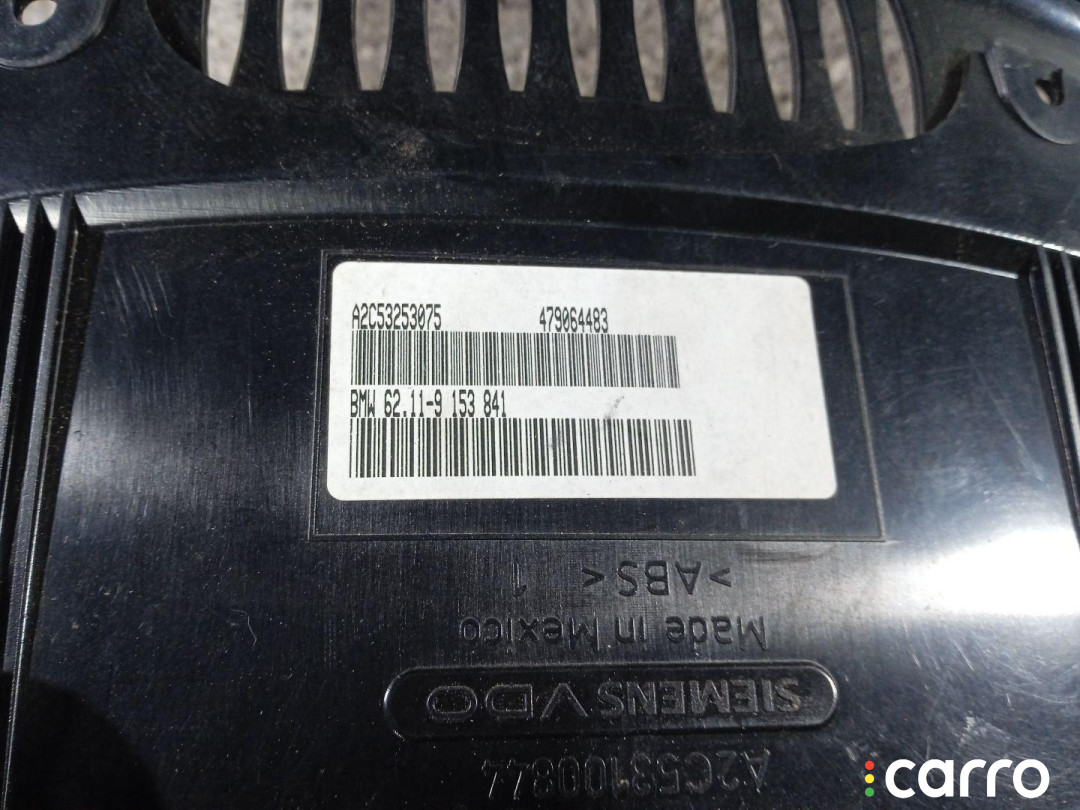 A2C53253075 479064483
BMW 62.11-9 153 841
>ABS< 1
Made in Mexico
SIEMENS VDO
A2C53100844
carro